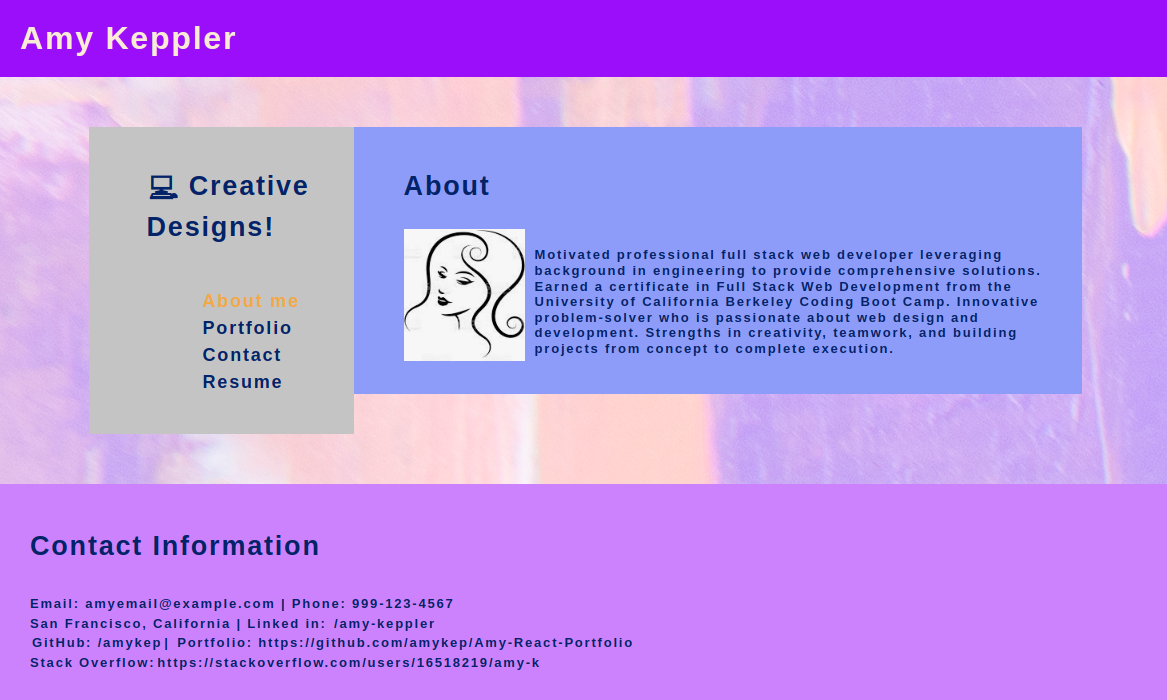 Amy Keppler
💻 Creative
Designs!
About me
Portfolio
Contact
Resume
About
Motivated professional full stack web developer leveraging
background in engineering to provide comprehensive solutions.
Earned a certificate in Full Stack Web Development from the
University of California Berkeley Coding Boot Camp. Innovative
problem-solver who is passionate about web design and
development. Strengths in creativity, teamwork, and building
projects from concept to complete execution.
Contact Information
Email: amyemail@example.com | Phone: 999-123-4567
San Francisco, California | Linked in: /amy-keppler
GitHub: /amykep | Portfolio: https://github.com/amykep/Amy-React-Portfolio
Stack Overflow: https://stackoverflow.com/users/16518219/amy-k